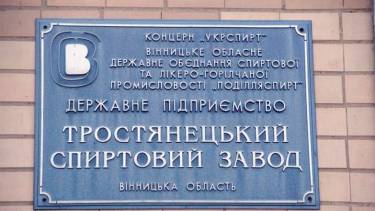 КОНЦЕРН „УКРСПИРТ"
ВІННИЦЬКЕ ОБЛАСНЕ
ДЕРЖАВНЕ ОБ'ЄДНАННЯ СПИРТОВОЇ
ТА ЛІКЕРО-ГОРІЛЧАНОЇ
ПРОМИСЛОВОСТІ „ПОДІЛЛЯСПИРТ"
ДЕРЖАВНЕ ПІДПРИЄМСТВО
ТРОСТЯНЕЦЬКИЙ
СПИРТОВИЙ ЗАВОД
ВІННИЦЬКА ОБЛАСТЬ